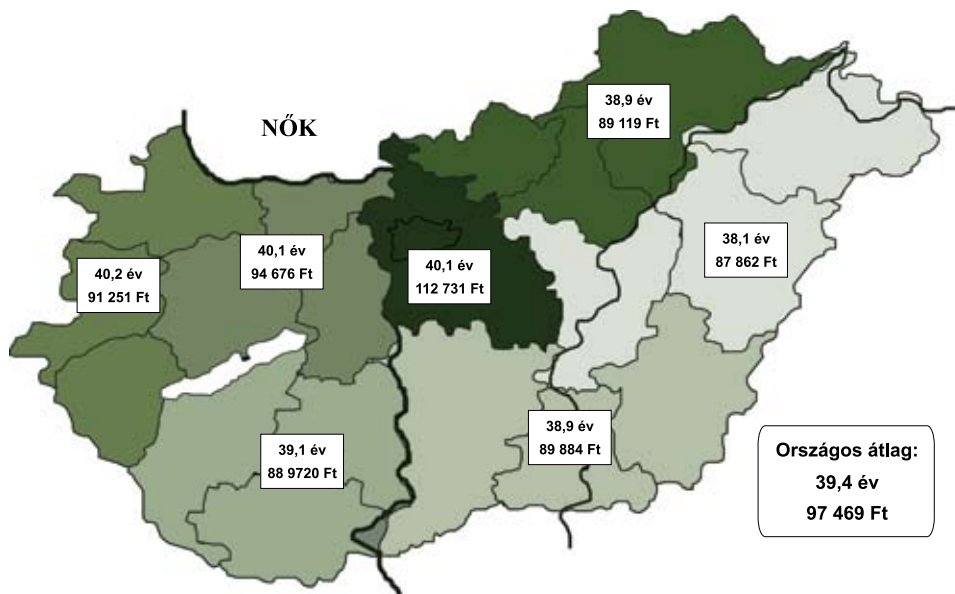 NŐK
38,9 év
89 119 Ft
38,1 év
87 862 Ft
40,1 év
94 676 Ft
40,2 év
91 251 Ft
40,1 év
112 731 Ft
39,1 év
88 9720 Ft
38,9 év
89 884 Ft
Országos átlag:
39,4 év
97 469 Ft